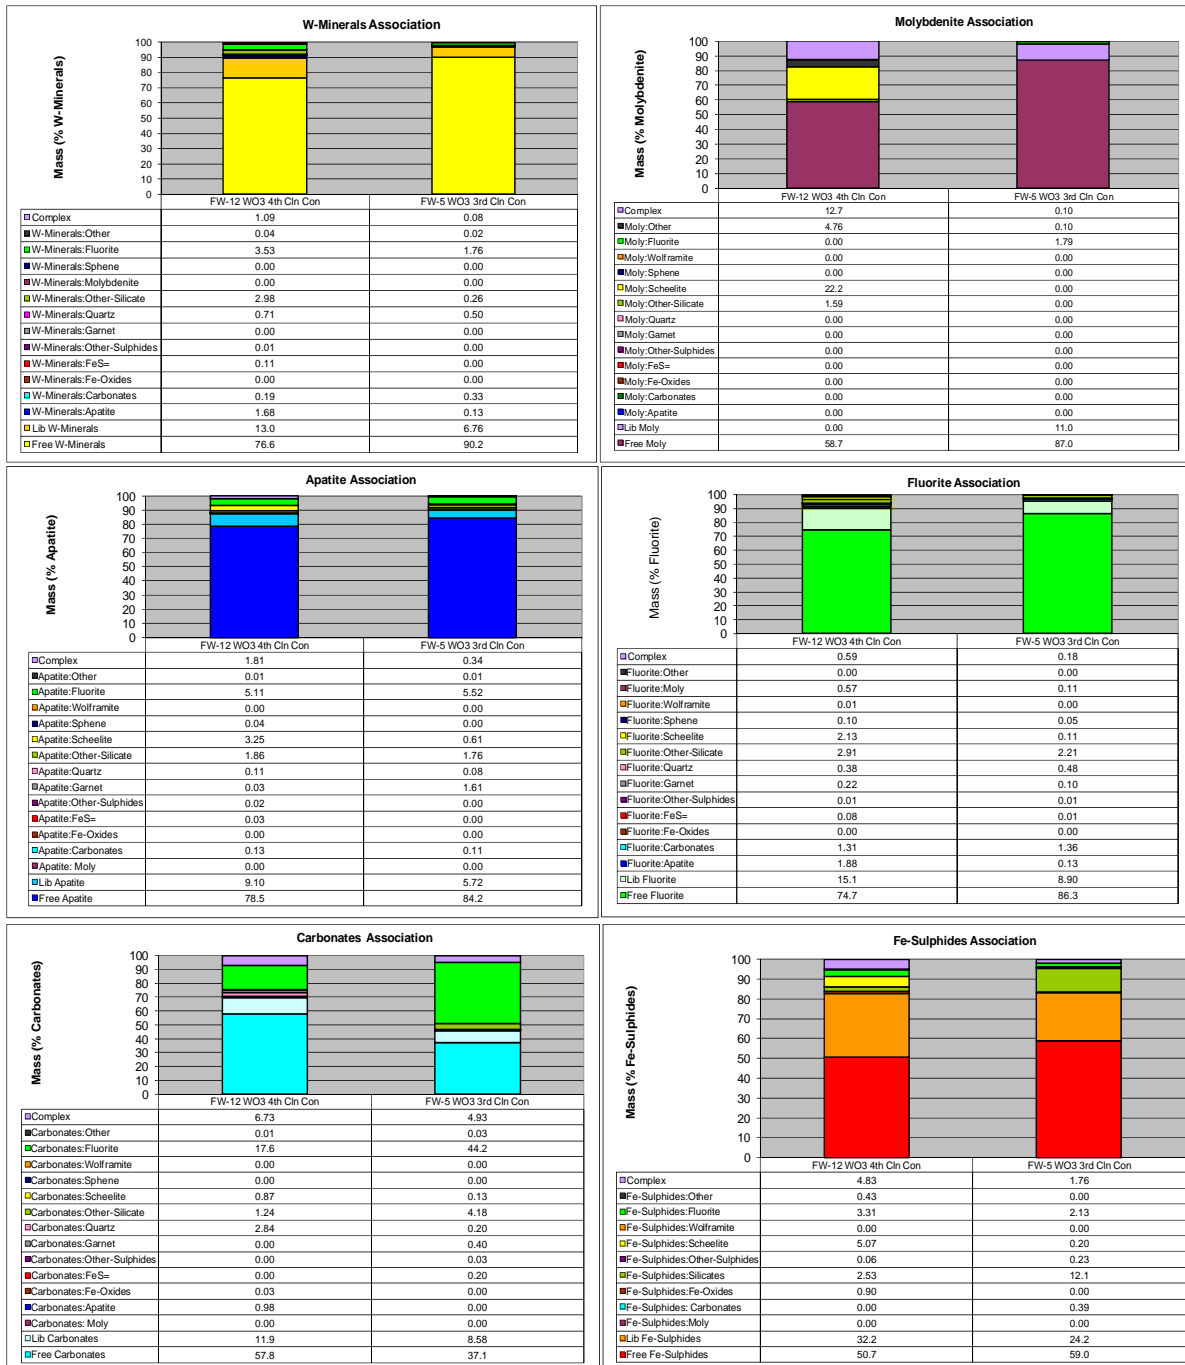 W-Minerals Association
Mass (% W-Minerals)
100
90
80
70
60
50
40
30
20
10
0
FW-12 WO3 4th Cln Con FW-5 WO3 3rd Cln Con
Complex 1.09 0.08
W-Minerals:Other 0.04 0.02
W-Minerals:Fluorite 3.53 1.76
W-Minerals:Sphene 0.00 0.00
W-Minerals:Molybdenite 0.00 0.00
W-Minerals:Other-Silicate 2.98 0.26
W-Minerals:Quartz 0.71 0.50
W-Minerals:Garnet 0.00 0.00
W-Minerals:Other-Sulphides 0.01 0.00
W-Minerals:FeS= 0.11 0.00
W-Minerals:Fe-Oxides 0.00 0.00
W-Minerals:Carbonates 0.19 0.33
W-Minerals:Apatite 1.68 0.13
Lib W-Minerals 13.0 6.76
Free W-Minerals 76.6 90.2
Molybdenite Association
Mass (% Molybdenite)
100
90
80
70
60
50
40
30
20
10
0
FW-12 WO3 4th Cln Con FW-5 WO3 3rd Cln Con
Complex 12.7 0.10
Moly:Other 4.76 0.10
Moly:Fluorite 0.00 1.79
Moly:Wolframite 0.00 0.00
Moly:Sphene 0.00 0.00
Moly:Scheelite 22.2 0.00
Moly:Other-Silicate 1.59 0.00
Moly:Quartz 0.00 0.00
Moly:Garnet 0.00 0.00
Moly:Other-Sulphides 0.00 0.00
Moly:FeS= 0.00 0.00
Moly:Fe-Oxides 0.00 0.00
Moly:Carbonates 0.00 0.00
Moly:Apatite 0.00 0.00
Lib Moly 0.00 11.0
Free Moly 58.7 87.0
Apatite Association
Mass (% Apatite)
100
90
80
70
60
50
40
30
20
10
0
FW-12 WO3 4th Cln Con FW-5 WO3 3rd Cln Con
Complex 1.81 0.34
Apatite:Other 0.01 0.01
Apatite:Fluorite 5.11 5.52
Apatite:Wolframite 0.00 0.00
Apatite:Sphene 0.04 0.00
Apatite:Scheelite 3.25 0.61
Apatite:Other-Silicate 1.86 1.76
Apatite:Quartz 0.11 0.08
Apatite:Garnet 0.03 1.61
Apatite:Other-Sulphides 0.02 0.00
Apatite:FeS= 0.03 0.00
Apatite:Fe-Oxides 0.00 0.00
Apatite:Carbonates 0.13 0.11
Apatite: Moly 0.00 0.00
Lib Apatite 9.10 5.72
Free Apatite 78.5 84.2
Fluorite Association
Mass (% Fluorite)
100
90
80
70
60
50
40
30
20
10
0
FW-12 WO3 4th Cln Con FW-5 WO3 3rd Cln Con
Complex 0.59 0.18
Fluorite:Other 0.00 0.00
Fluorite:Moly 0.57 0.11
Fluorite:Wolframite 0.01 0.00
Fluorite:Sphene 0.10 0.05
Fluorite:Scheelite 2.13 0.11
Fluorite:Other-Silicate 2.91 2.21
Fluorite:Quartz 0.38 0.48
Fluorite:Garnet 0.22 0.10
Fluorite:Other-Sulphides 0.01 0.01
Fluorite:FeS= 0.08 0.01
Fluorite:Fe-Oxides 0.00 0.00
Fluorite:Carbonates 1.31 1.36
Fluorite:Apatite 1.88 0.13
Lib Fluorite 15.1 8.90
Free Fluorite 74.7 86.3
Carbonates Association
Mass (% Carbonates)
100
90
80
70
60
50
40
30
20
10
0
FW-12 WO3 4th Cln Con FW-5 WO3 3rd Cln Con
Complex 6.73 4.93
Carbonates:Other 0.01 0.03
Carbonates:Fluorite 17.6 44.2
Carbonates:Wolframite 0.00 0.00
Carbonates:Sphene 0.00 0.00
Carbonates:Scheelite 0.87 0.13
Carbonates:Other-Silicate 1.24 4.18
Carbonates:Quartz 2.84 0.20
Carbonates:Garnet 0.00 0.40
Carbonates:Other-Sulphides 0.00 0.03
Carbonates:FeS= 0.00 0.20
Carbonates:Fe-Oxides 0.03 0.00
Carbonates:Apatite 0.98 0.00
Carbonates: Moly 0.00 0.00
Lib Carbonates 11.9 8.58
Free Carbonates 57.8 37.1
Fe-Sulphides Association
Mass (% Fe-Sulphides)
100
90
80
70
60
50
40
30
20
10
0
FW-12 WO3 4th Cln Con FW-5 WO3 3rd Cln Con
Complex 4.83 1.76
Fe-Sulphides:Other 0.43 0.00
Fe-Sulphides:Fluorite 3.31 2.13
Fe-Sulphides:Wolframite 0.00 0.00
Fe-Sulphides:Scheelite 5.07 0.20
Fe-Sulphides:Other-Sulphides 0.06 0.23
Fe-Sulphides:Silicates 2.53 12.1
Fe-Sulphides:Fe-Oxides 0.90 0.00
Fe-Sulphides: Carbonates 0.00 0.39
Fe-Sulphides:Moly 0.00 0.00
Lib Fe-Sulphides 32.2 24.2
Free Fe-Sulphides 50.7 59.0